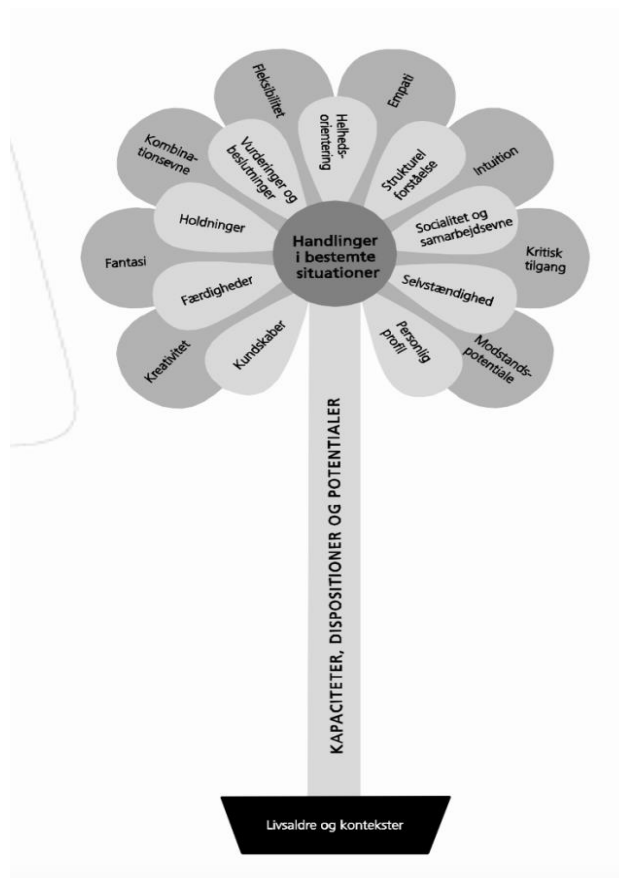 Fleksibilitet
Empati
Kombina-
tionsevne
Vurderinger og
beslutninger
Helheds-
orientering
Strukturel
forståelse
Intuition
Holdninger
Socialitet og
samarbejdsevne
Handlinger
i bestemte
situationer
Fantasi
Kritisk
tilgang
Færdigheder
Selvstændighed
Kreativitet
Kundskaber
Personlig
profil
Modstands-
potentiale
KAPACITETER, DISPOSITIONER OG POTENTIALER
Livsaldre og kontekster